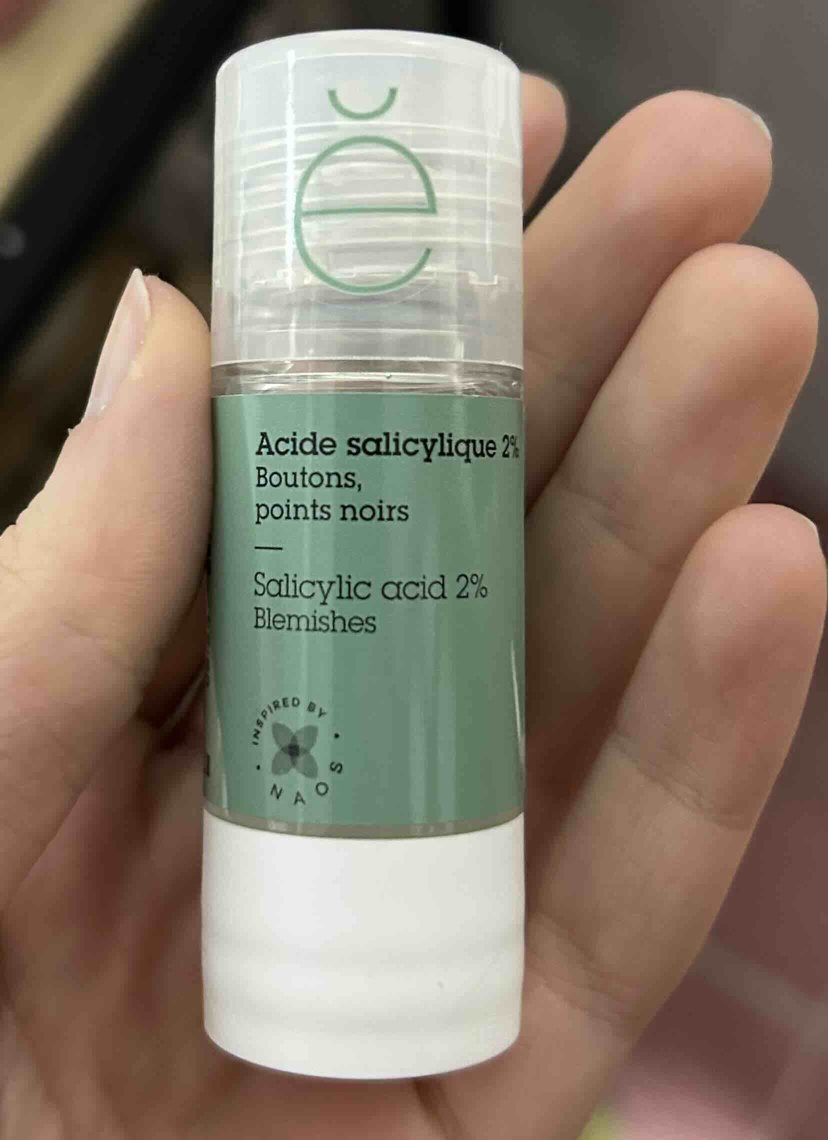 ĕ
Acide salicylique 2%
Boutons,
points noirs
Salicylic acid 2%
Blemishes
INSPIRED BY
• NAOS •